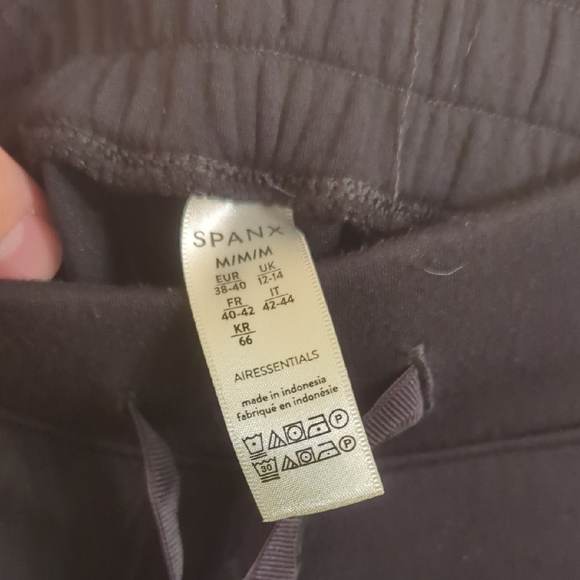 SPANX
M/M/M
EUR UK
38-40 12-14
FR IT
40-42 42-44
KR
66
AIRESSENTIALS
made in indonesia
fabriqué en indonésie
P
30 P